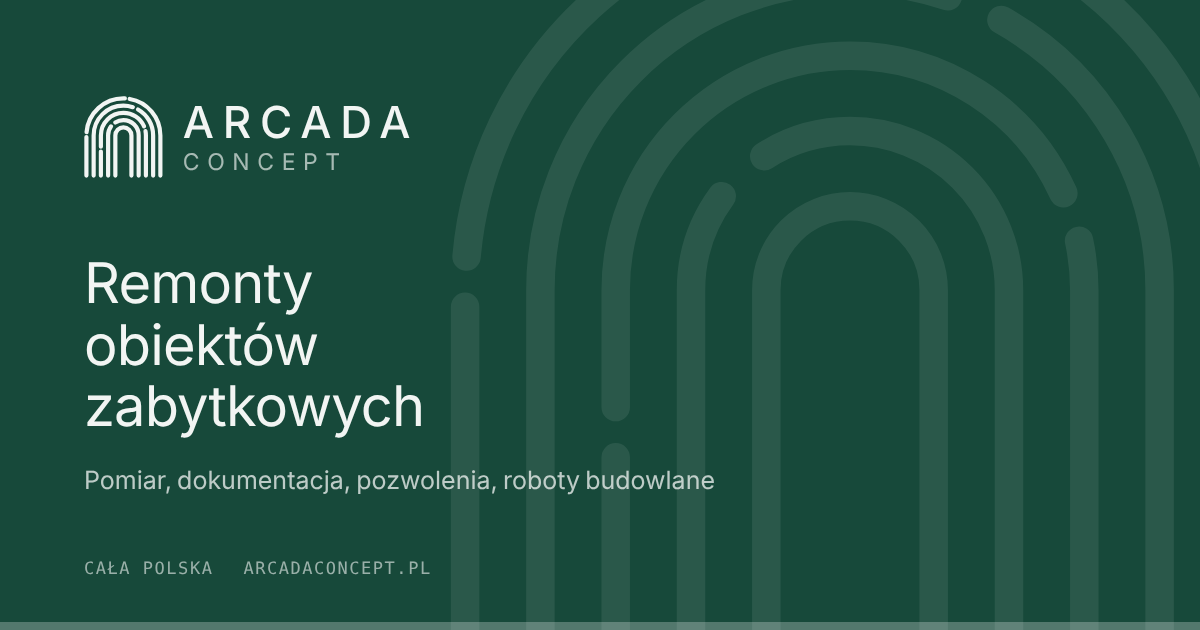 ARCADA
CONCEPT
Remonty
obiektów
zabytkowych
Pomiar, dokumentacja, pozwolenia, roboty budowlane
CAŁA POLSKA ARCADACONCEPT.PL